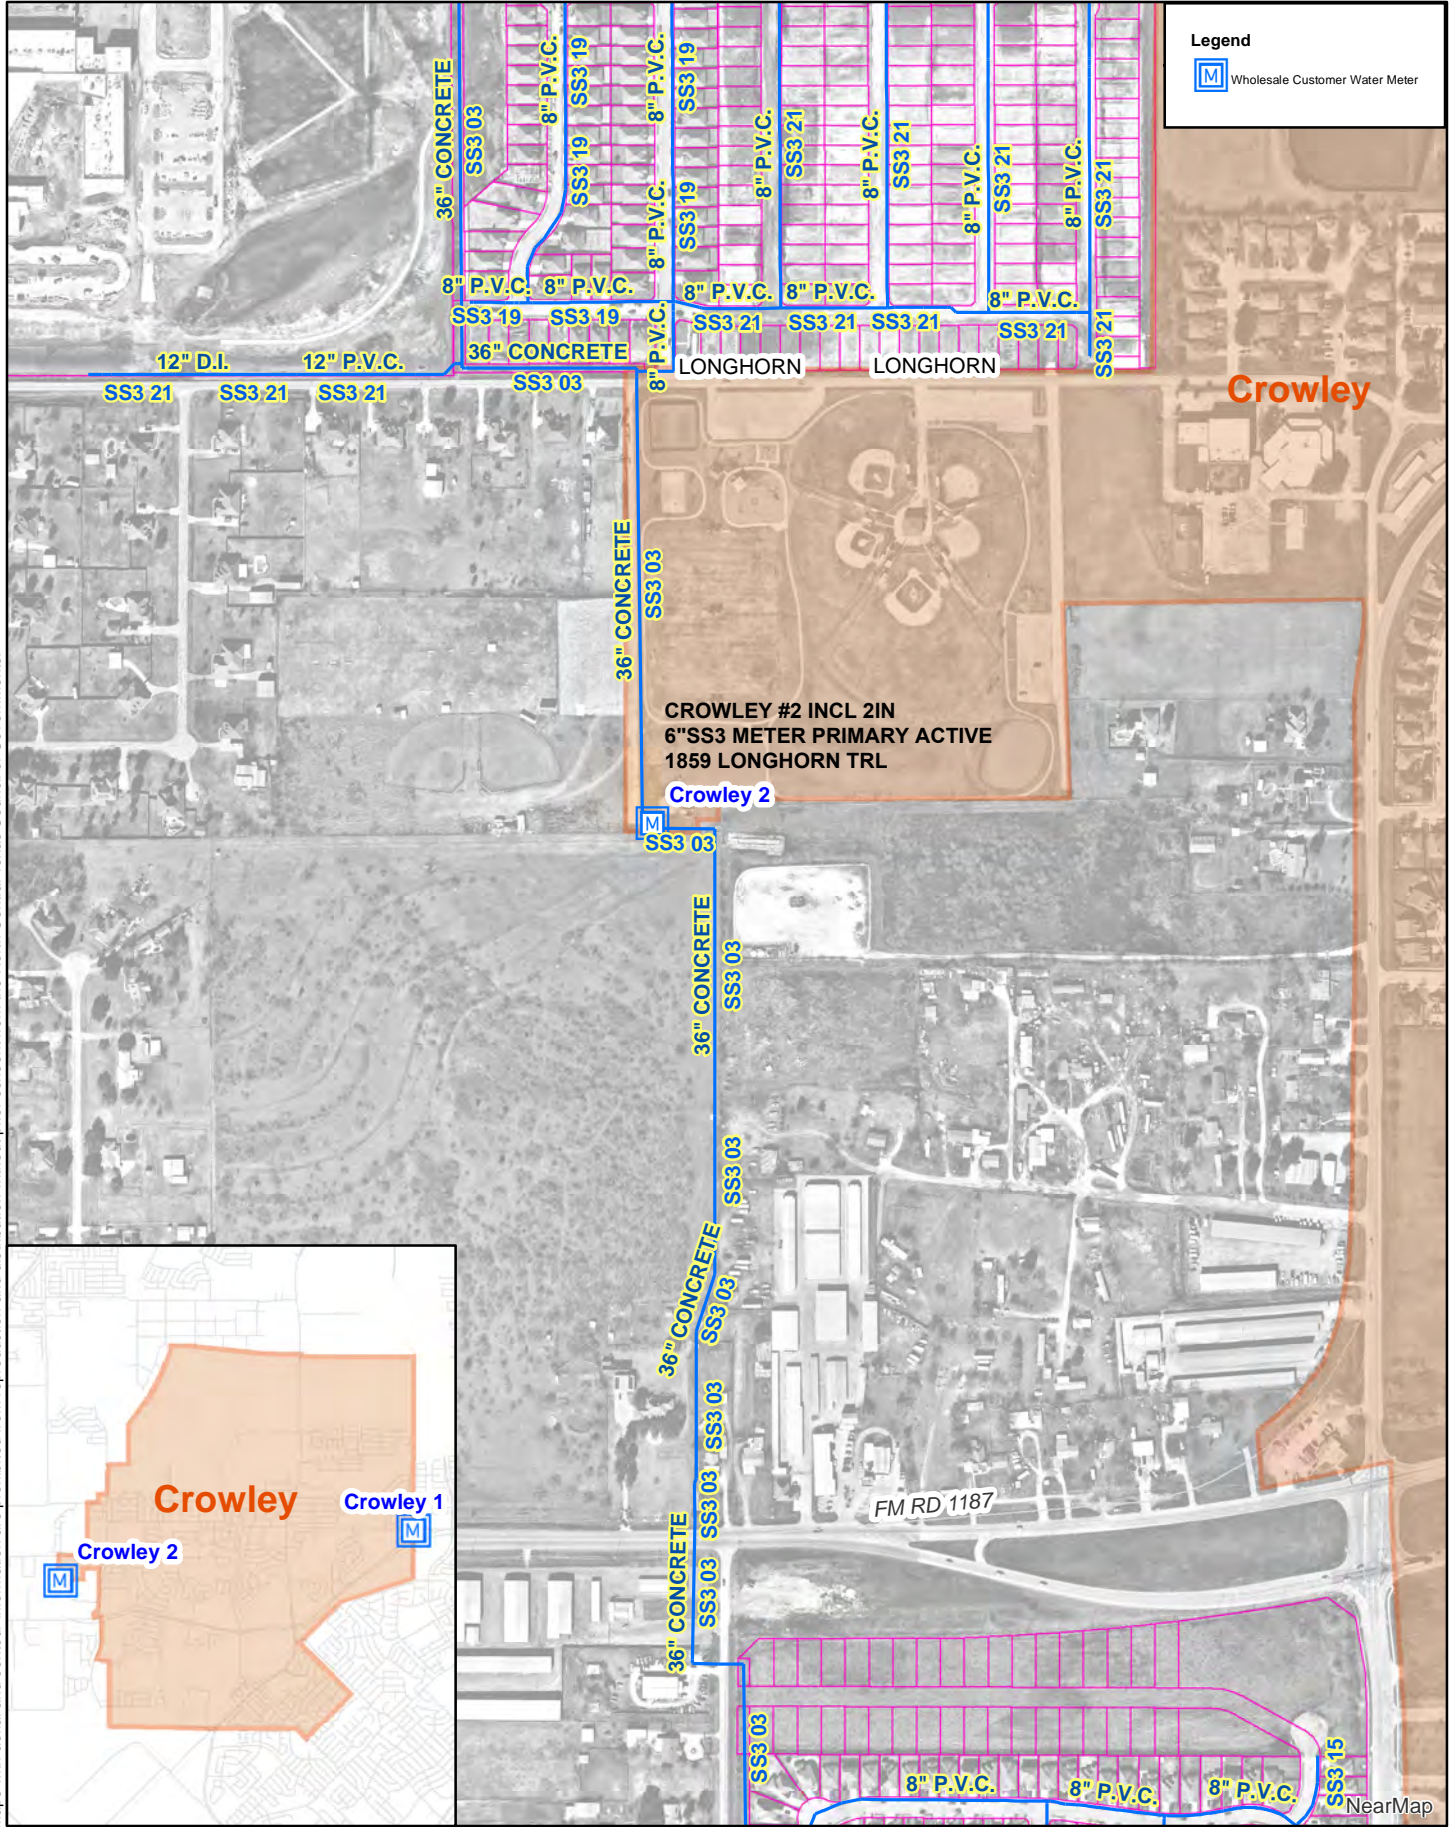 Legend
M
Wholesale Customer Water Meter
36" CONCRETE
SS3 03
8" P.V.C.
SS3 19
SS3 19
8" P.V.C.
SS3 19
8" P.V.C.
SS3 19
8" P.V.C.
SS3 21
8" P.V.C.
SS3 21
8" P.V.C.
SS3 21
8" P.V.C.
SS3 21
8" P.V.C.
8" P.V.C.
8" P.V.C.
8" P.V.C.
8" P.V.C.
SS3 19
SS3 19
SS3 21
SS3 21
SS3 21
SS3 21
SS3 21
8" P.V.C.
12" D.I.
12" P.V.C.
36" CONCRETE
LONGHORN
LONGHORN
SS3 21
SS3 21
SS3 21
SS3 03
Crowley
36" CONCRETE
SS3 03
CROWLEY #2 INCL 2IN
6"SS3 METER PRIMARY ACTIVE
1859 LONGHORN TRL
Crowley 2
M
SS3 03
36" CONCRETE
SS3 03
SS3 03
36" CONCRETE
SS3 03
SS3 03
SS3 03
FM RD 1187
36" CONCRETE
SS3 03
SS3 03
8" P.V.C.
8" P.V.C.
8" P.V.C.
SS3 15
NearMap
Crowley
Crowley 1
M
Crowley 2
M